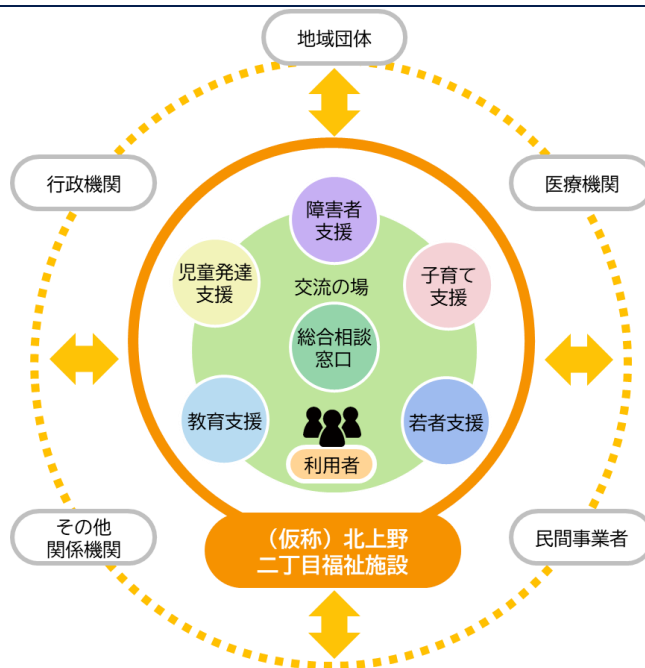 地域団体
行政機関
医療機関
障害者
支援
児童発達
支援
子育て
支援
交流の場
総合相談
窓口
教育支援
若者支援
利用者
その他
関係機関
(仮称)北上野
二丁目福祉施設
民間事業者